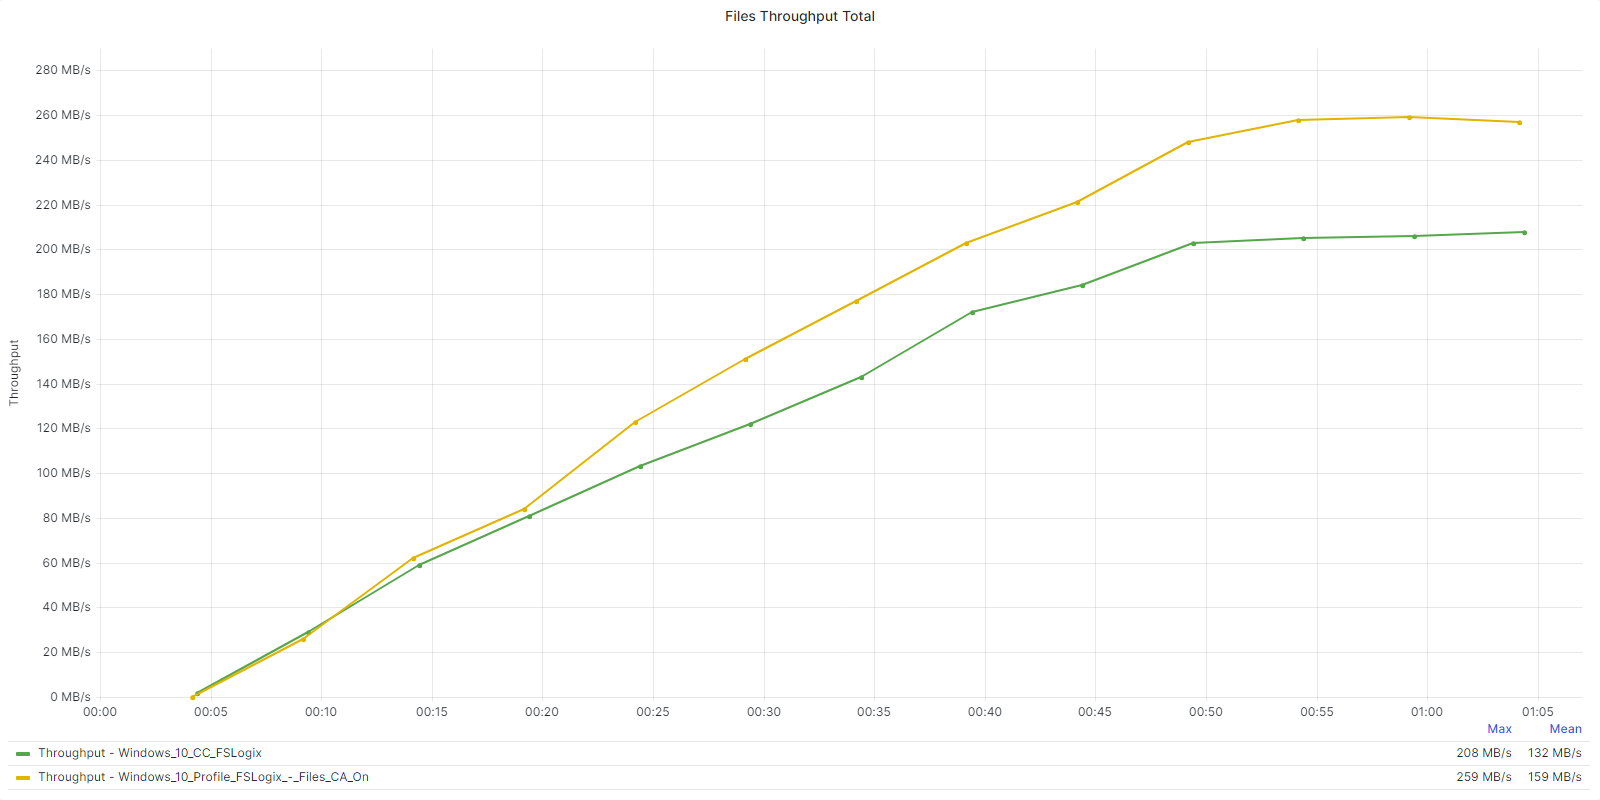 Files Throughput Total
280 MB/s
260 MB/s
240 MB/s
220 MB/s
200 MB/s
180 MB/s
160 MB/s
140 MB/s
120 MB/s
100 MB/s
80 MB/s
60 MB/s
40 MB/s
20 MB/s
0 MB/s
Throughput
00:00 00:05 00:10 00:15 00:20 00:25 00:30 00:35 00:40 00:45 00:50 00:55 01:00 01:05
Max Mean
Throughput - Windows_10_CC_FSLogix 208 MB/s 132 MB/s
Throughput - Windows_10_Profile_FSLogix_-_Files_CA_On 259 MB/s 159 MB/s